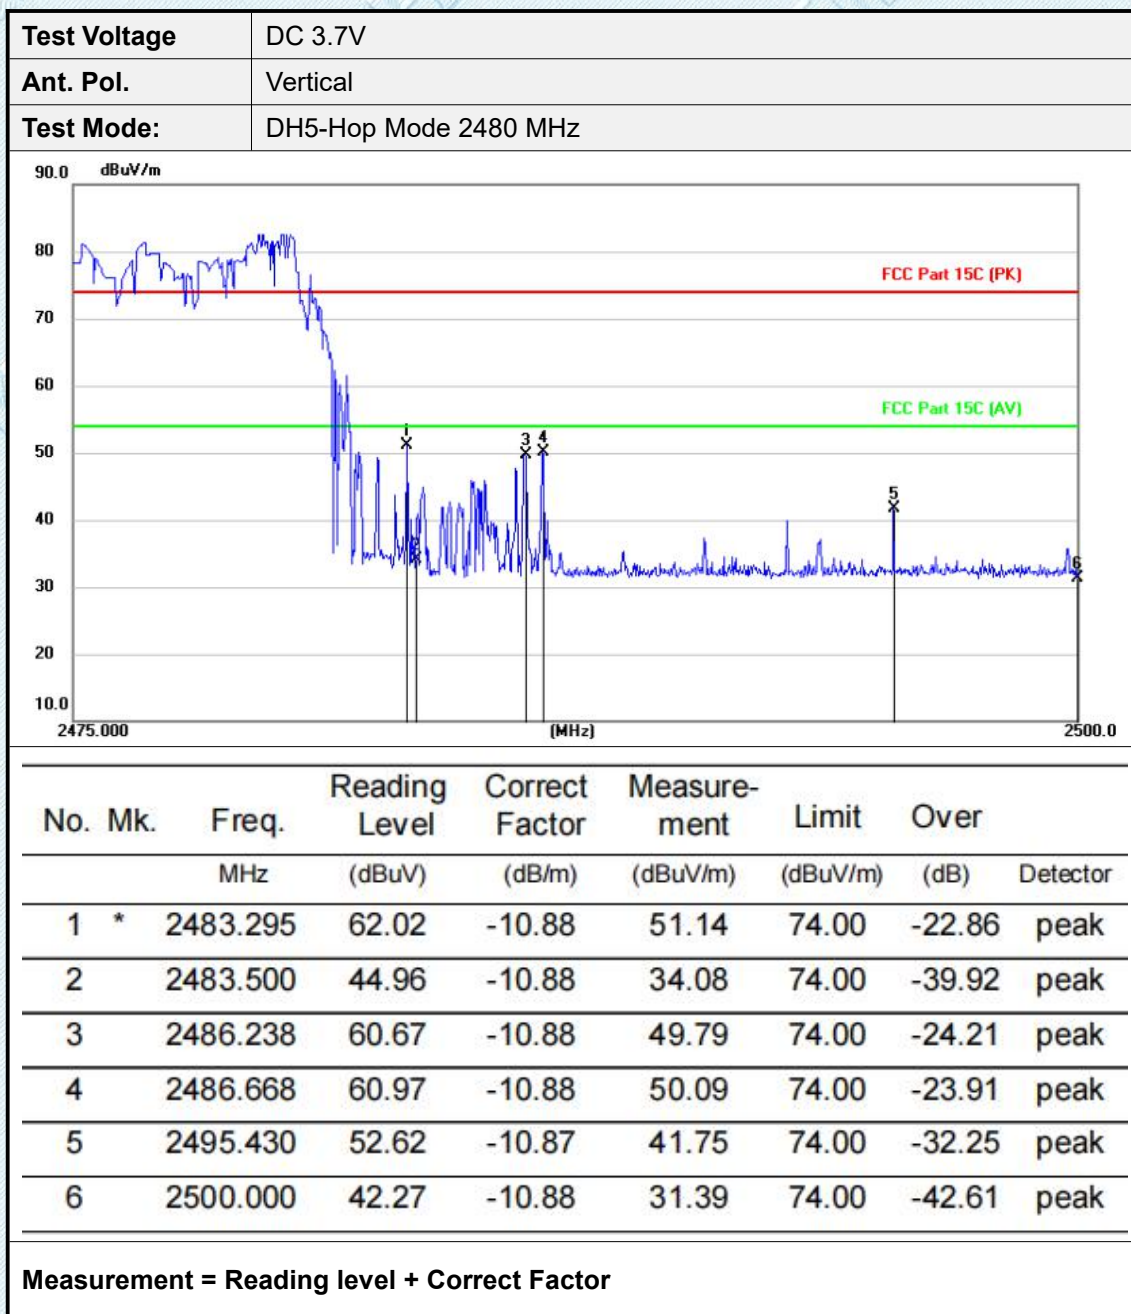 Test Voltage DC 3.7V
Ant. Pol. Vertical
Test Mode: DH5-Hop Mode 2480 MHz
90.0 dBuV/m
80
FCC Part 15C (PK)
70
60
FCC Part 15C (AV)
50
1 3 4
5
40
2
30
6
20
10.0
2475.000 (MHz) 2500.0
No. Mk. Freq. Reading Level Correct Factor Measure-ment Limit Over
MHz (dBuV) (dB/m) (dBuV/m) (dBuV/m) (dB) Detector
1 * 2483.295 62.02 -10.88 51.14 74.00 -22.86 peak
2 2483.500 44.96 -10.88 34.08 74.00 -39.92 peak
3 2486.238 60.67 -10.88 49.79 74.00 -24.21 peak
4 2486.668 60.97 -10.88 50.09 74.00 -23.91 peak
5 2495.430 52.62 -10.87 41.75 74.00 -32.25 peak
6 2500.000 42.27 -10.88 31.39 74.00 -42.61 peak
Measurement = Reading level + Correct Factor